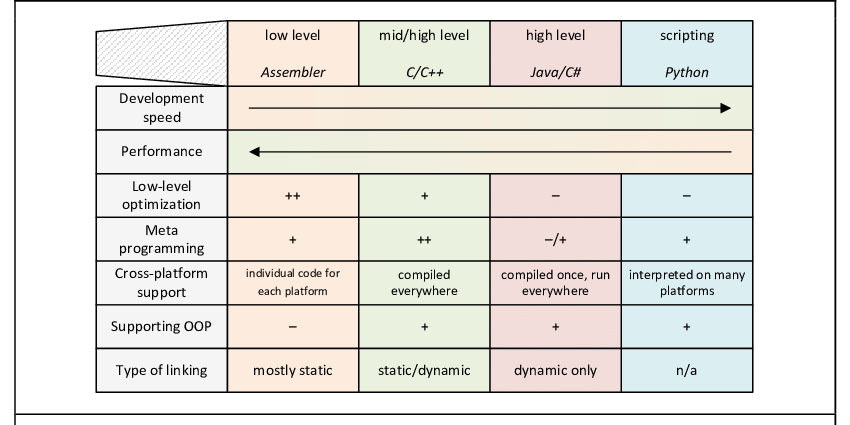 low level mid/high level high level scripting
Assembler C/C++ Java/C# Python
Development
speed
Performance
Low-level
optimization ++ + – –
Meta
programming + ++ –/+ +
Cross-platform
support
individual code for
each platform
compiled
everywhere
compiled once, run
everywhere
interpreted on many
platforms
Supporting OOP – + + +
Type of linking mostly static static/dynamic dynamic only n/a